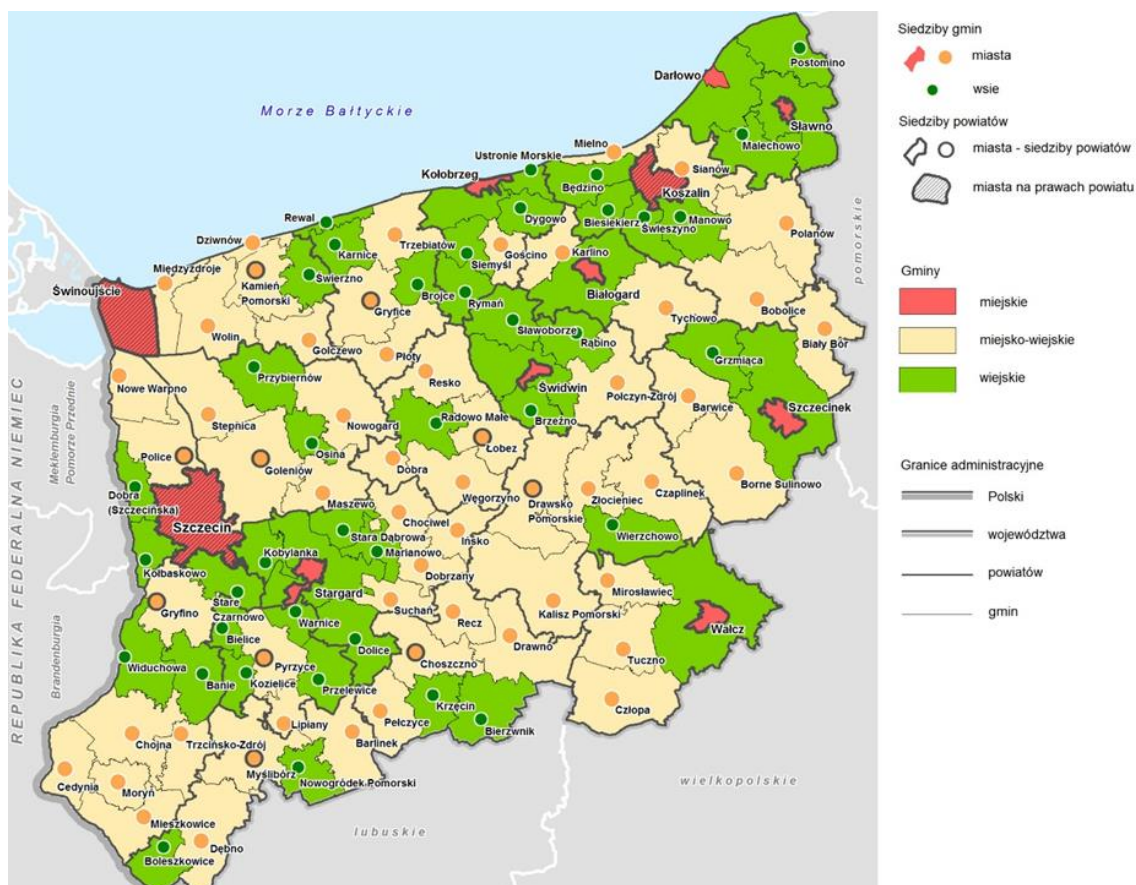 Siedziby gmin
miasta
wsie
Siedziby powiatów
miasta - siedziby powiatów
miasta na prawach powiatu
Gminy
miejskie
miejsko-wiejskie
wiejskie
Granice administracyjne
Polski
województwa
powiatów
gmin
Morze Bałtyckie
REPUBLIKA FEDERALNA NIEMIEC
Meklemburgia
Pomorze Przednie
Brandenburgia
pomorskie
wielkopolskie
lubuskie
Postomino
Darłowo
Sławno
Malechowo
Mielno
Ustronie Morskie
Sianów
Kołobrzeg
Będzino
Koszalin
Rewal
Dygowo
Biesiekierz
Manowo
Świeszyno
Polanów
Dziwnów
Karnice
Trzebiatów
Gościno
Karlino
Siemyśl
Międzyzdroje
Świnoujście
Kamień
Pomorski
Świerzno
Brojce
Rymań
Białogard
Gryfice
Tychowo
Bobolice
Sławoborze
Rąbino
Biały Bór
Wolin
Golczewo
Płoty
Grzmiąca
Przybiernów
Resko
Świdwin
Połczyn-Zdrój
Barwice
Nowe Warpno
Szczecinek
Stepnica
Nowogard
Radowo Małe
Brzeżno
Osina
Łobez
Police
Goleniów
Dobra
Borne Sulinowo
Dobra
(Szczecińska)
Węgorzyno
Drawsko
Pomorskie
Złocieniec
Czaplinek
Maszewo
Chociwel
Szczecin
Stara Dąbrowa
Ińsko
Wierzchowo
Kobylanka
Marianowo
Kołbaskowo
Dobrzany
Stargard
Mirosławiec
Stare
Czarnowo
Suchań
Gryfino
Warnice
Recz
Kalisz Pomorski
Wałcz
Bielice
Dolice
Drawno
Widuchowa
Pyrzyce
Choszczno
Tuczno
Banie
Kozielice
Przelewice
Krzęcin
Człopa
Pełczyce
Bierzwnik
Lipiany
Chojna
Trzcińsko-Zdrój
Barlinek
Myślibórz
Nowogródek Pomorski
Cedynia
Moryń
Mieszkowice
Dębno
Boleszkowice